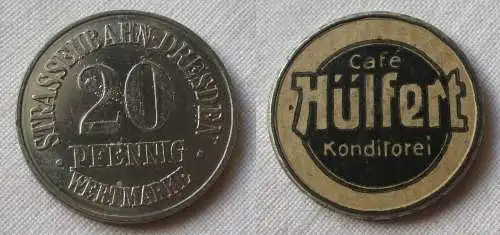 STRASSENBAHN·DRESDEN
20
PFENNIG
·WERTMARKE·
Café
Hülfert
Konditorei